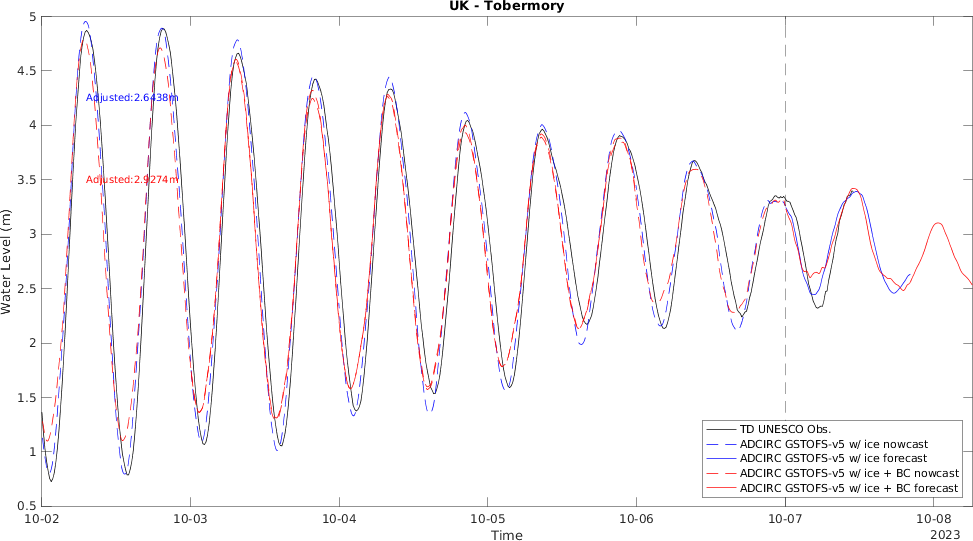 UK - Tobermory
5
4.5
4
3.5
3
2.5
2
1.5
1
0.5
Water Level (m)
Adjusted:2.6438m
Adjusted:2.9274m
TD UNESCO Obs.
ADCIRC GSTOFS-v5 w/ ice nowcast
ADCIRC GSTOFS-v5 w/ ice forecast
ADCIRC GSTOFS-v5 w/ ice + BC nowcast
ADCIRC GSTOFS-v5 w/ ice + BC forecast
10-02 10-03 10-04 10-05 10-06 10-07 10-08
Time
2023